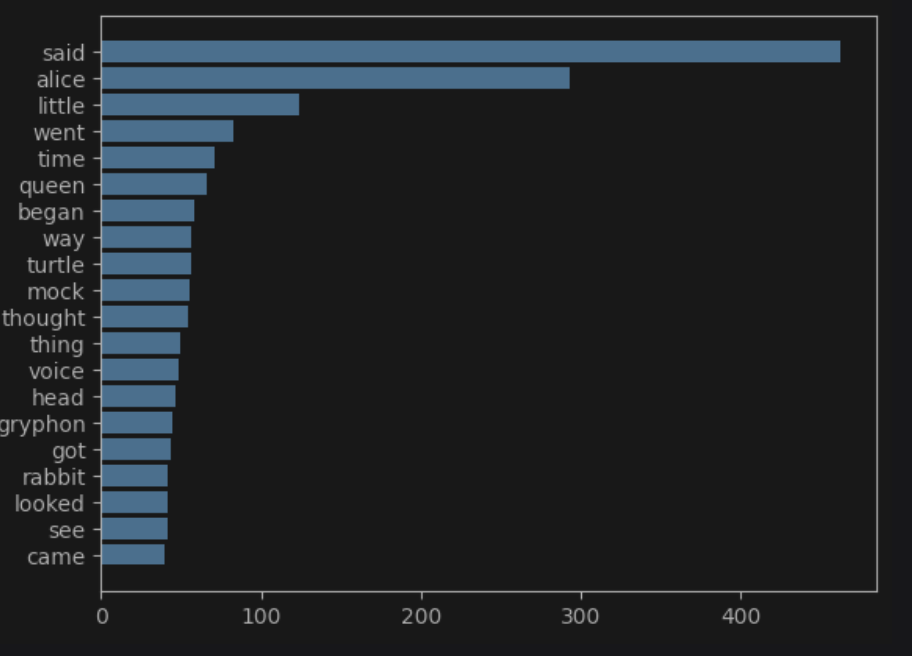 said
alice
little
went
time
queen
began
way
turtle
mock
thought
thing
voice
head
gryphon
got
rabbit
looked
see
came
0 100 200 300 400